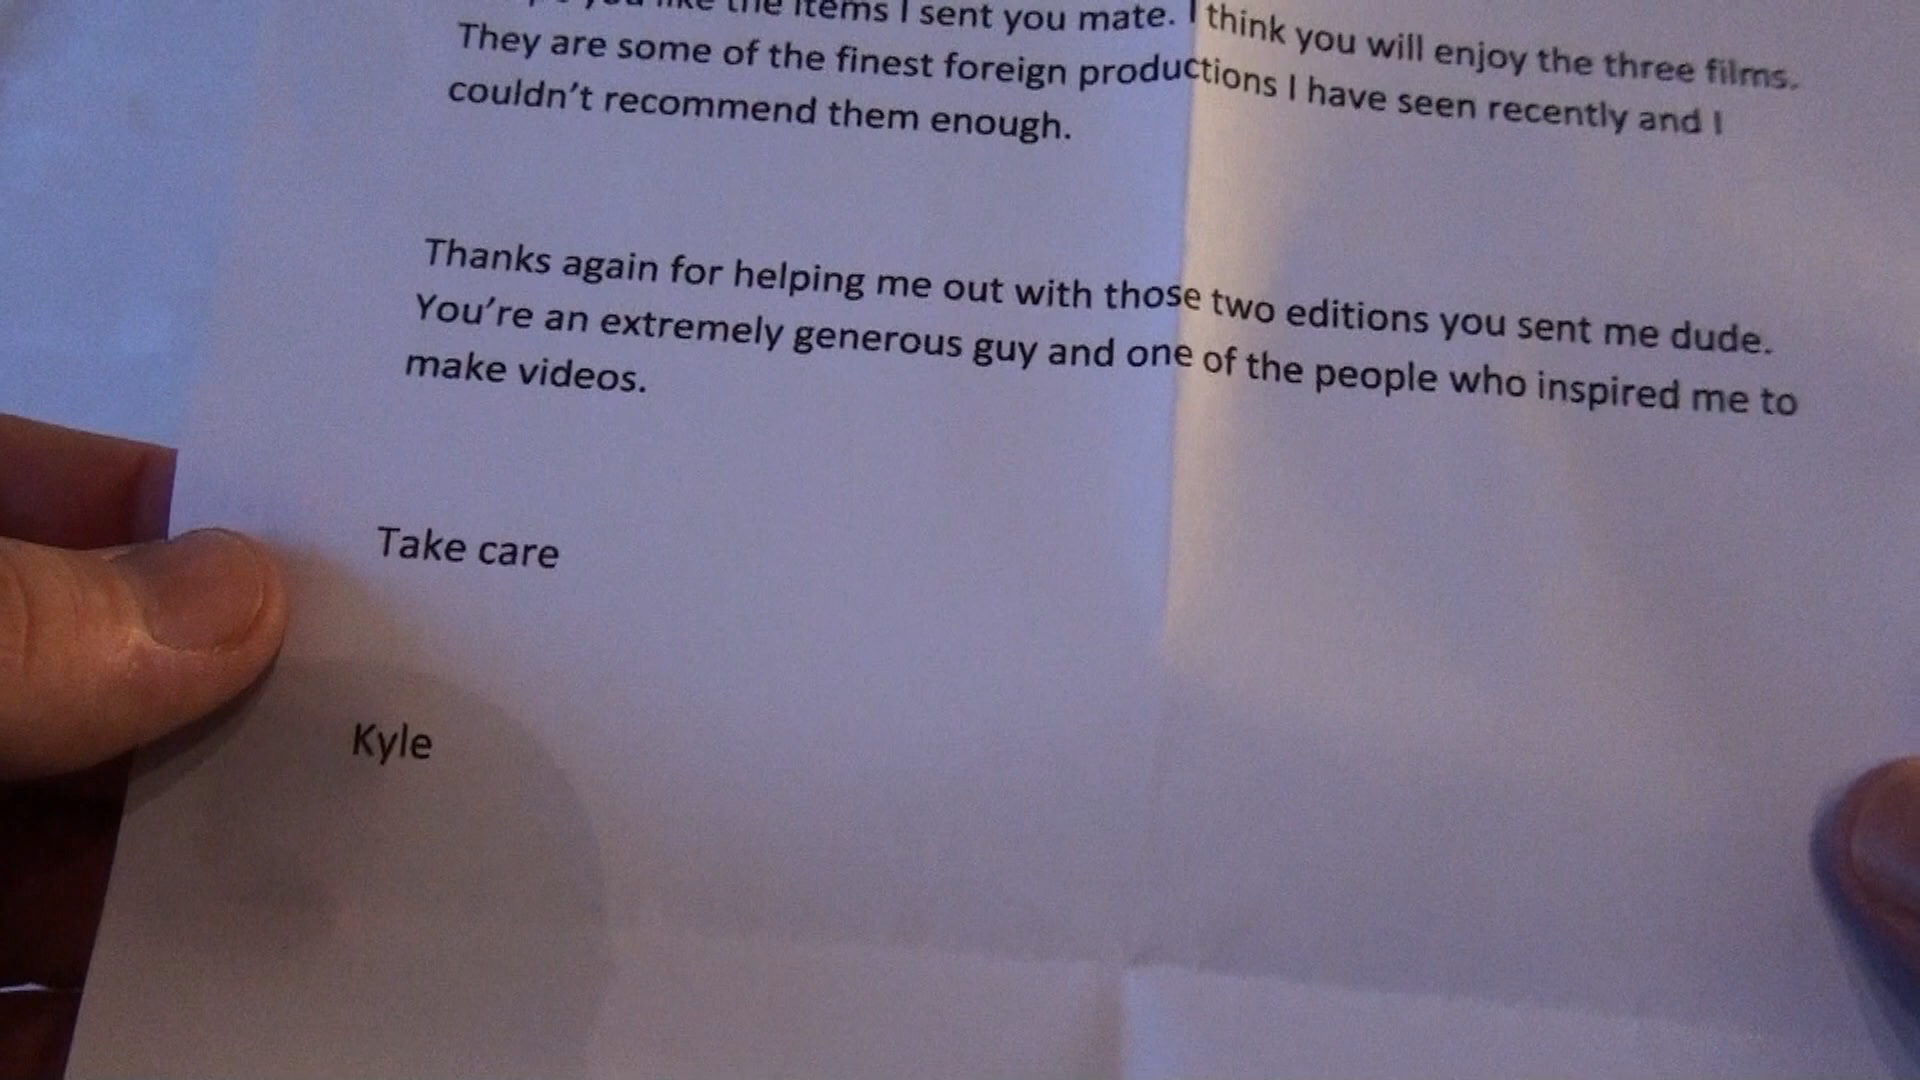 you like the items I sent you mate. I think you will enjoy the three films.
They are some of the finest foreign productions I have seen recently and I
couldn't recommend them enough.
Thanks again for helping me out with those two editions you sent me dude.
You're an extremely generous guy and one of the people who inspired me to
make videos.
Take care
Kyle